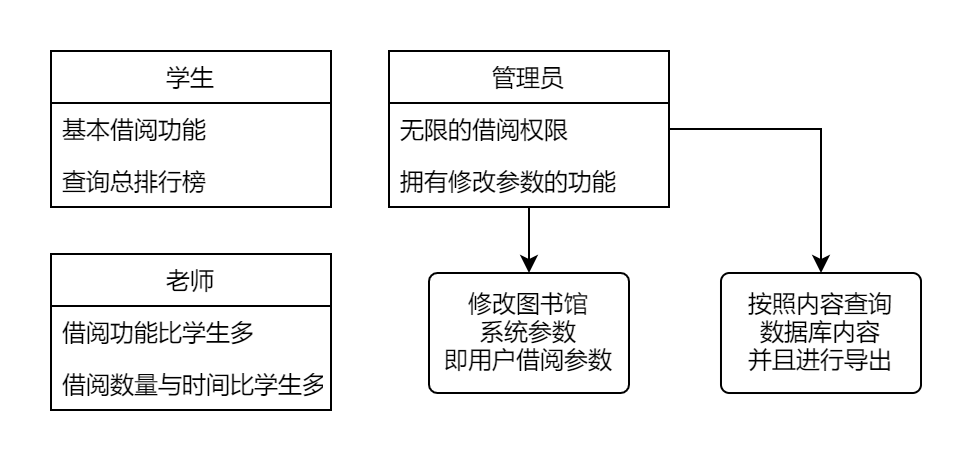 学生
基本借阅功能
查询总排行榜
管理员
无限的借阅权限
拥有修改参数的功能
老师
借阅功能比学生多
借阅数量与时间比学生多
修改图书馆
系统参数
即用户借阅参数
按照内容查询
数据库内容
并且进行导出